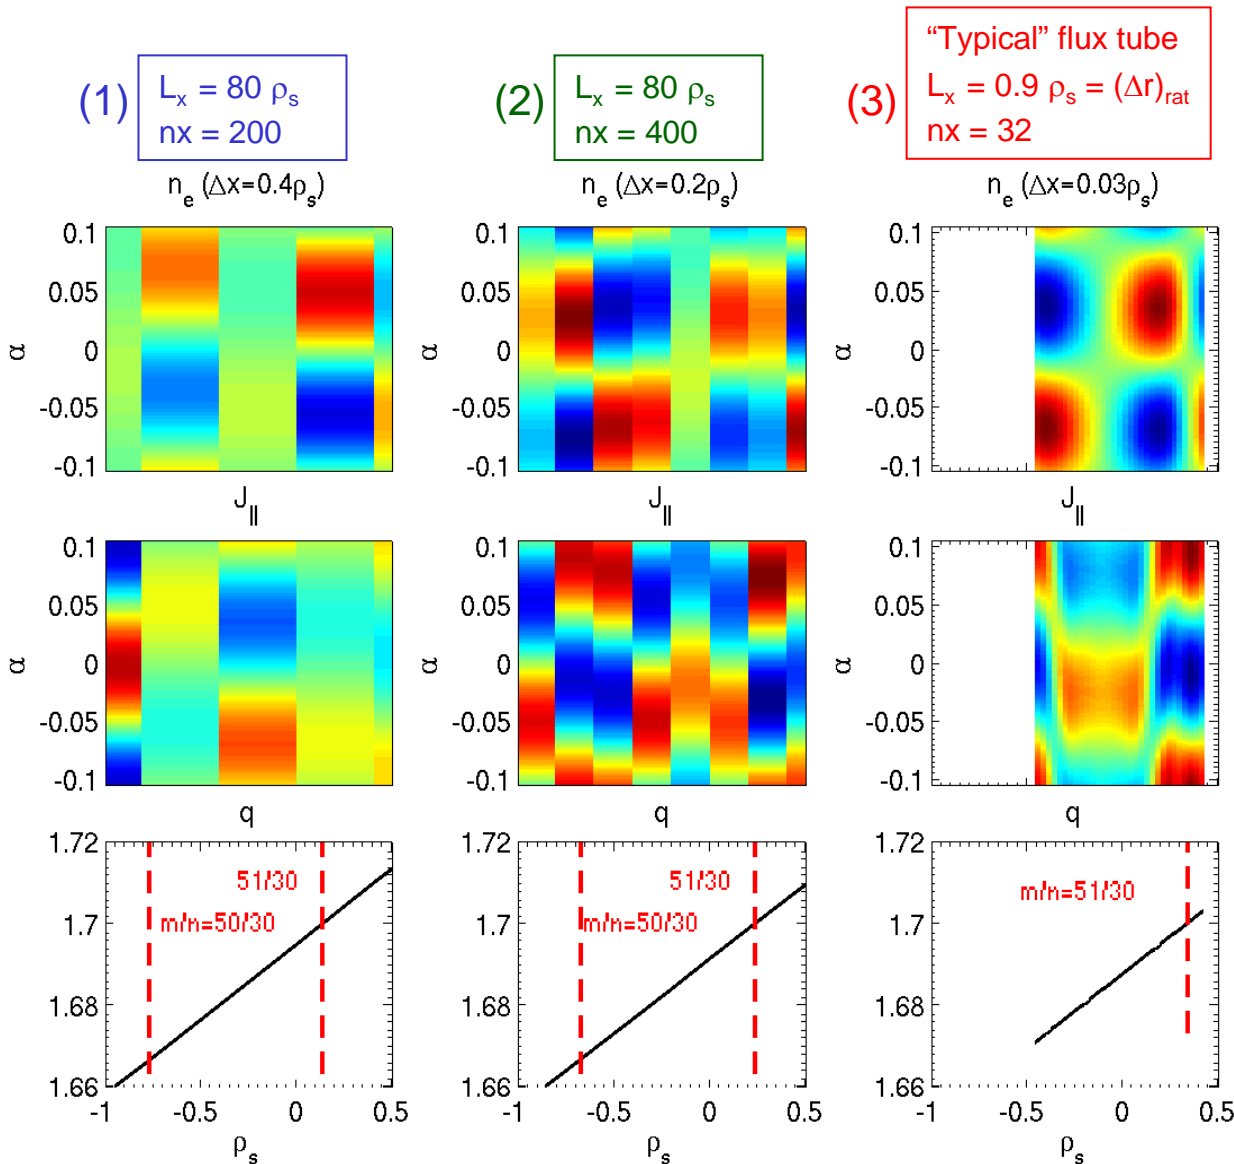 (1)
Lx = 80 ρs
nx = 200
(2)
Lx = 80 ρs
nx = 400
(3)
“Typical” flux tube
Lx = 0.9 ρs = (Δr)rat
nx = 32
ne (Δx=0.4ρs)
ne (Δx=0.2ρs)
ne (Δx=0.03ρs)
0.1
0.05
0
-0.05
-0.1
α
0.1
0.05
0
-0.05
-0.1
α
0.1
0.05
0
-0.05
-0.1
α
J||
J||
J||
0.1
0.05
0
-0.05
-0.1
α
0.1
0.05
0
-0.05
-0.1
α
0.1
0.05
0
-0.05
-0.1
α
q
q
q
1.72
1.7
1.68
1.66
51/30
m/n=50/30
-1 -0.5 0 0.5
ρs
1.72
1.7
1.68
1.66
51/30
m/n=50/30
-1 -0.5 0 0.5
ρs
1.72
1.7
1.68
1.66
m/n=51/30
-1 -0.5 0 0.5
ρs